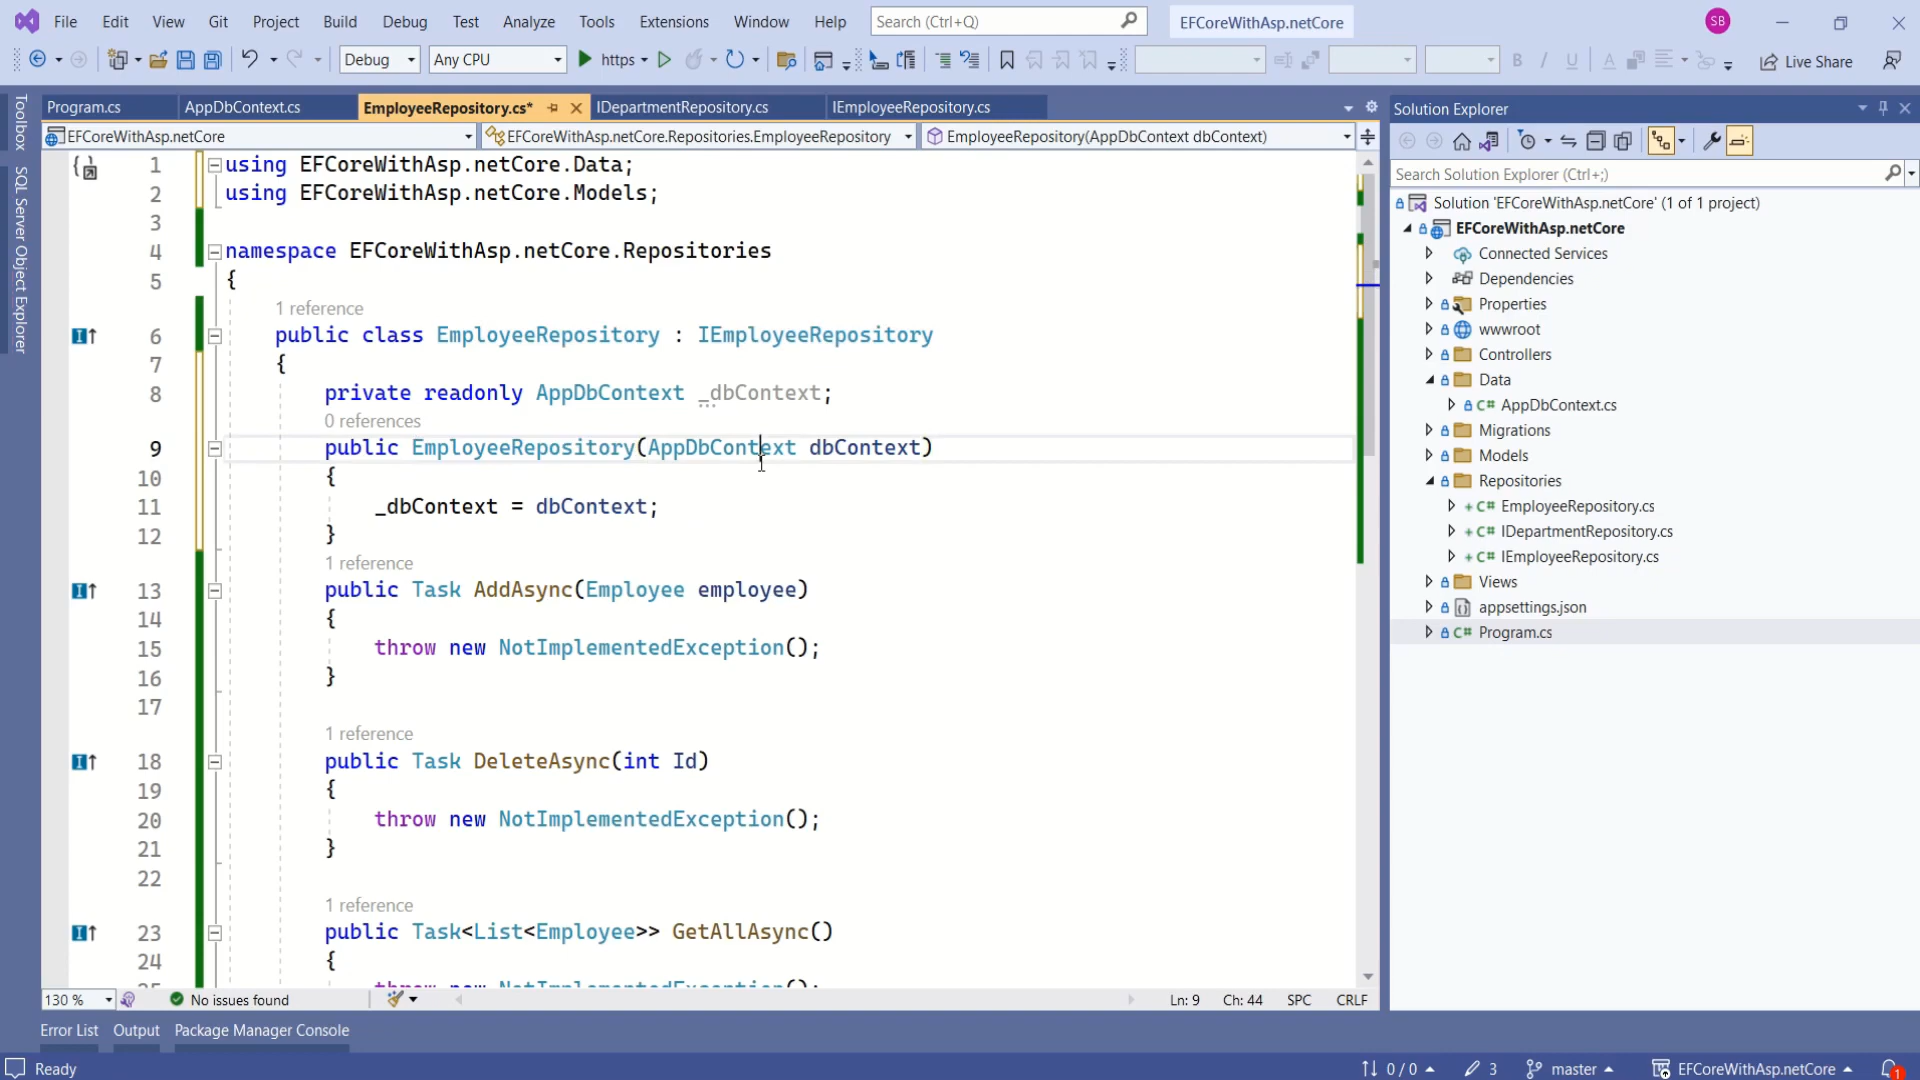 File Edit View Git Project Build Debug Test Analyze Tools Extensions Window Help Search (Ctrl+Q) EFCoreWithAsp.netCore SB
Debug Any CPU https Live Share
Program.cs AppDbContext.cs EmployeeRepository.cs* IDepartmentRepository.cs IEmployeeRepository.cs
EFCoreWithAsp.netCore EFCoreWithAsp.netCore.Repositories.EmployeeRepository EmployeeRepository(AppDbContext dbContext)
Toolbox
SQL Server Object Explorer
1 using EFCoreWithAsp.netCore.Data;
2 using EFCoreWithAsp.netCore.Models;
3
4 namespace EFCoreWithAsp.netCore.Repositories
5 {
1 reference
6 public class EmployeeRepository : IEmployeeRepository
7 {
8 private readonly AppDbContext _dbContext;
0 references
9 public EmployeeRepository(AppDbContext dbContext)
10 {
11 _dbContext = dbContext;
12 }
1 reference
13 public Task AddAsync(Employee employee)
14 {
15 throw new NotImplementedException();
16 }
17
1 reference
18 public Task DeleteAsync(int Id)
19 {
20 throw new NotImplementedException();
21 }
22
1 reference
23 public Task<List<Employee>> GetAllAsync()
24 {
25 throw new NotImplementedException();
130 % No issues found Ln: 9 Ch: 44 SPC CRLF
Error List Output Package Manager Console
Ready 0 / 0 3 master EFCoreWithAsp.netCore 1
Solution Explorer
Search Solution Explorer (Ctrl+;)
Solution 'EFCoreWithAsp.netCore' (1 of 1 project)
EFCoreWithAsp.netCore
Connected Services
Dependencies
Properties
wwwroot
Controllers
Data
C# AppDbContext.cs
Migrations
Models
Repositories
+ C# EmployeeRepository.cs
+ C# IDepartmentRepository.cs
+ C# IEmployeeRepository.cs
Views
appsettings.json
C# Program.cs